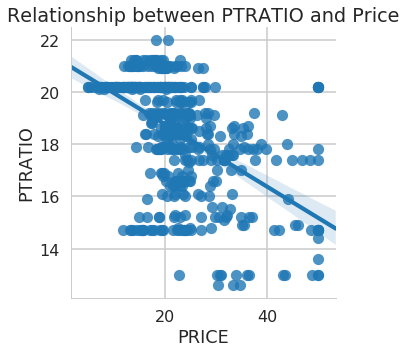 Relationship between PTRATIO and Price
22
20
18
16
14
PTRATIO
20 40
PRICE